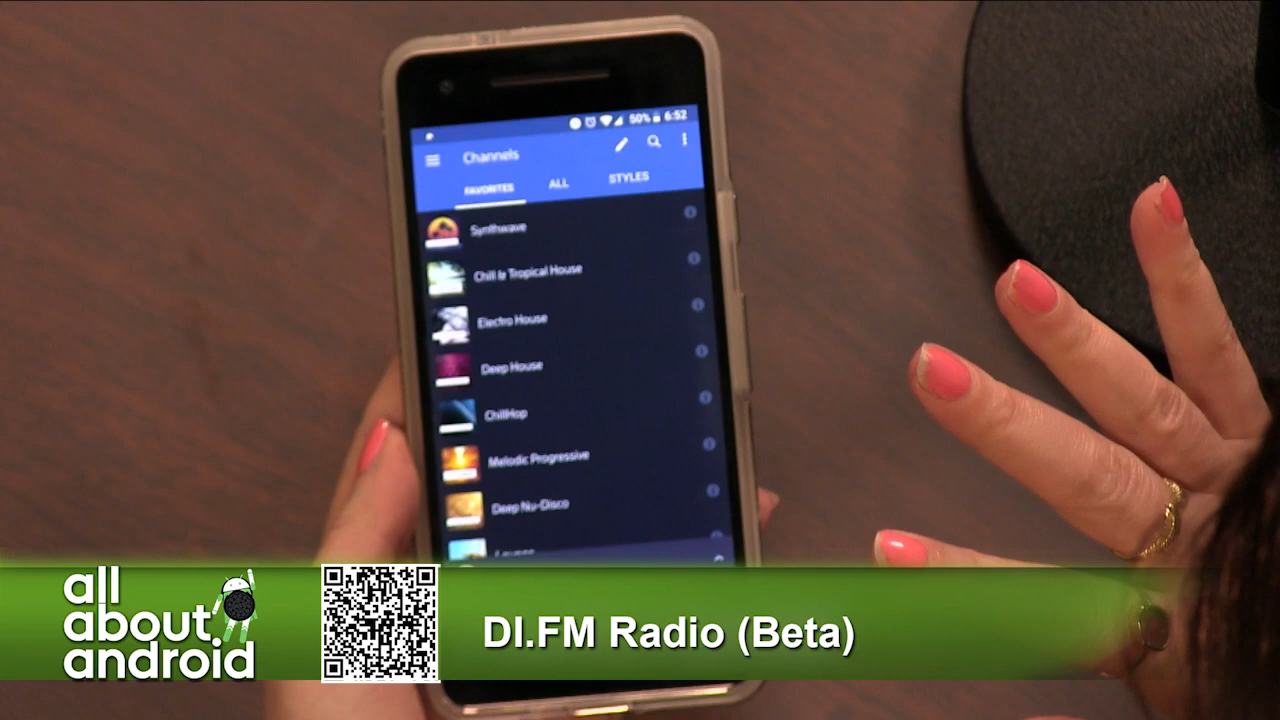 50% 6:52
Channels
FAVORITES ALL STYLES
Synthwave
Chill & Tropical House
Electro House
Deep House
ChillHop
Melodic Progressive
Deep Nu-Disco
Lounge
all
about
android
DI.FM Radio (Beta)